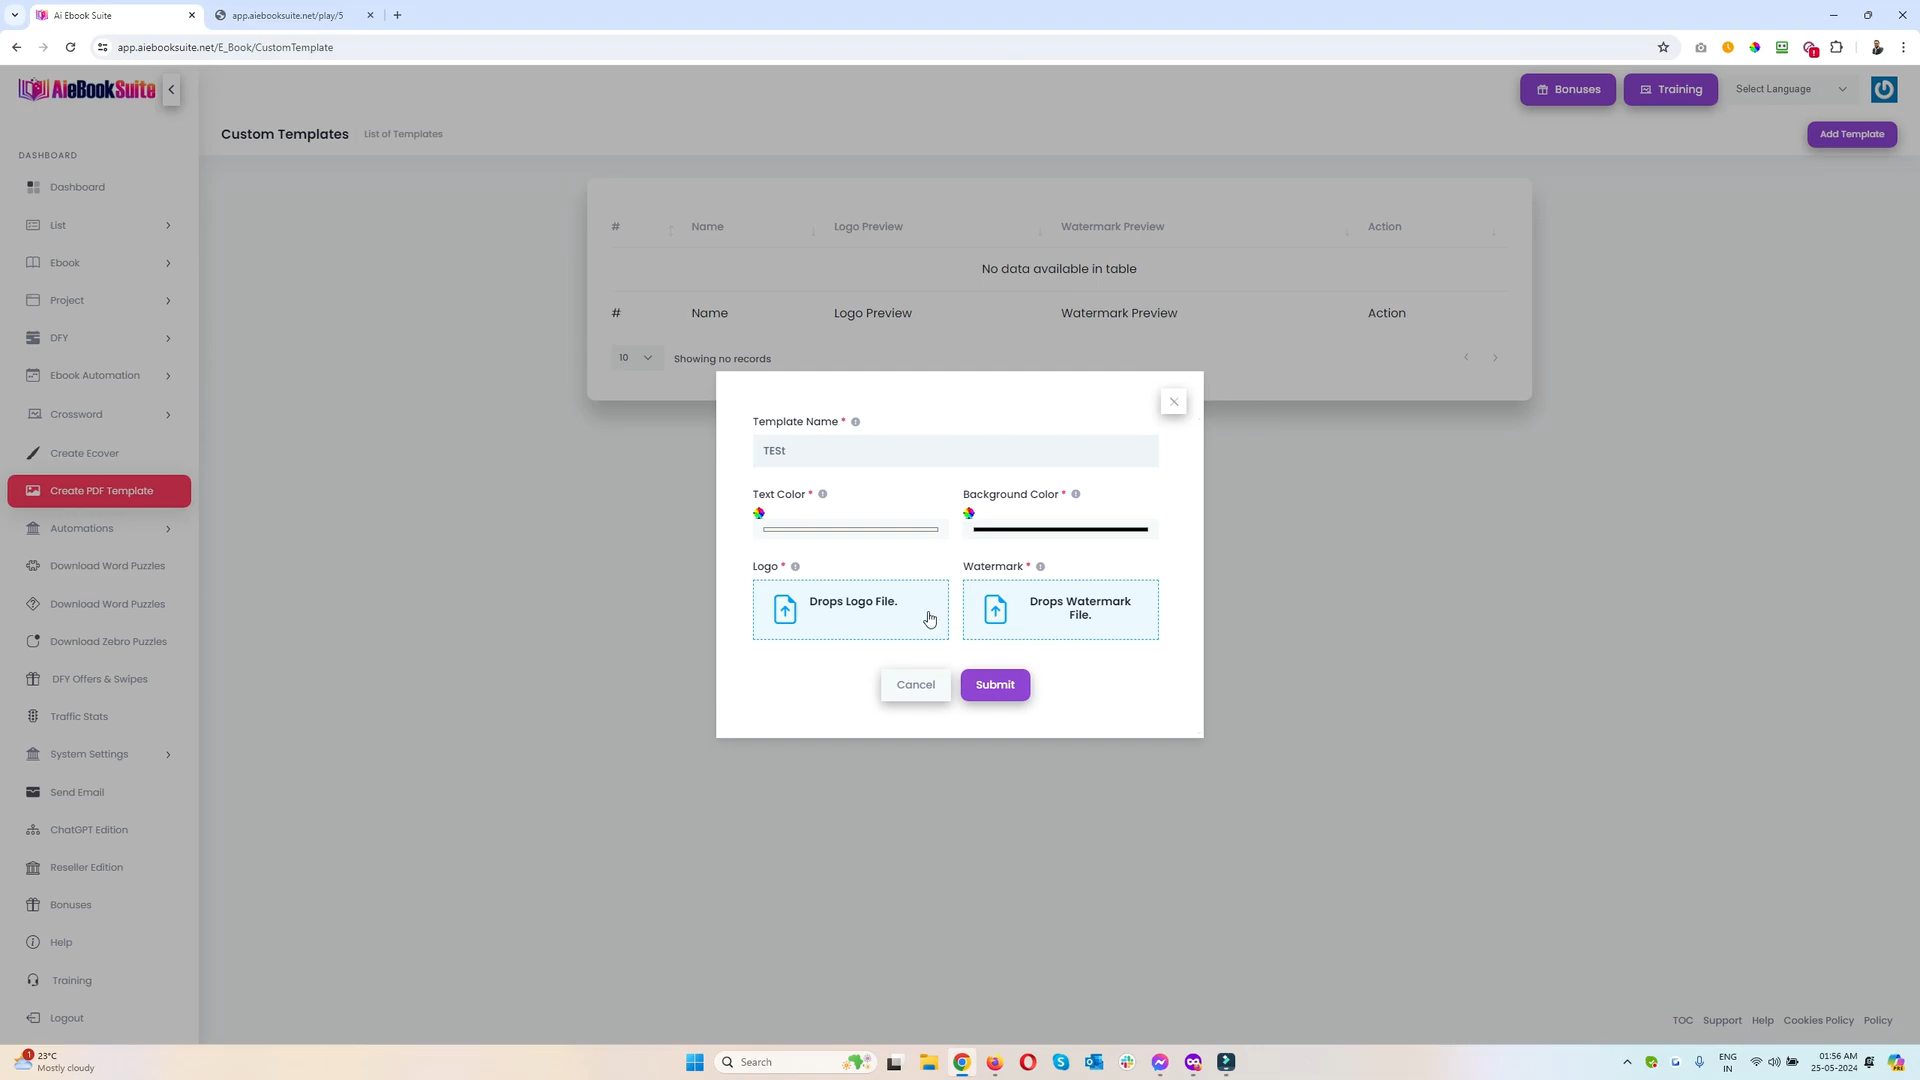 Ai Ebook Suite
app.aiebooksuite.net/play/5
app.aiebooksuite.net/E_Book/CustomTemplate
AieBookSuite
Bonuses
Training
Select Language
Custom Templates
List of Templates
Add Template
DASHBOARD
Dashboard
List
Ebook
Project
DFY
Ebook Automation
Crossword
Create Ecover
Create PDF Template
Automations
Download Word Puzzles
Download Word Puzzles
Download Zebro Puzzles
DFY Offers & Swipes
Traffic Stats
System Settings
Send Email
ChatGPT Edition
Reseller Edition
Bonuses
Help
Training
Logout
# Name Logo Preview Watermark Preview Action
No data available in table
# Name Logo Preview Watermark Preview Action
10 Showing no records
Template Name *
TESt
Text Color * Background Color *
Logo * Watermark *
Drops Logo File.
Drops Watermark
File.
Cancel Submit
TOC Support Help Cookies Policy Policy
1
23°C
Mostly cloudy
Search
ENG
IN
01:56 AM
25-05-2024
PRE